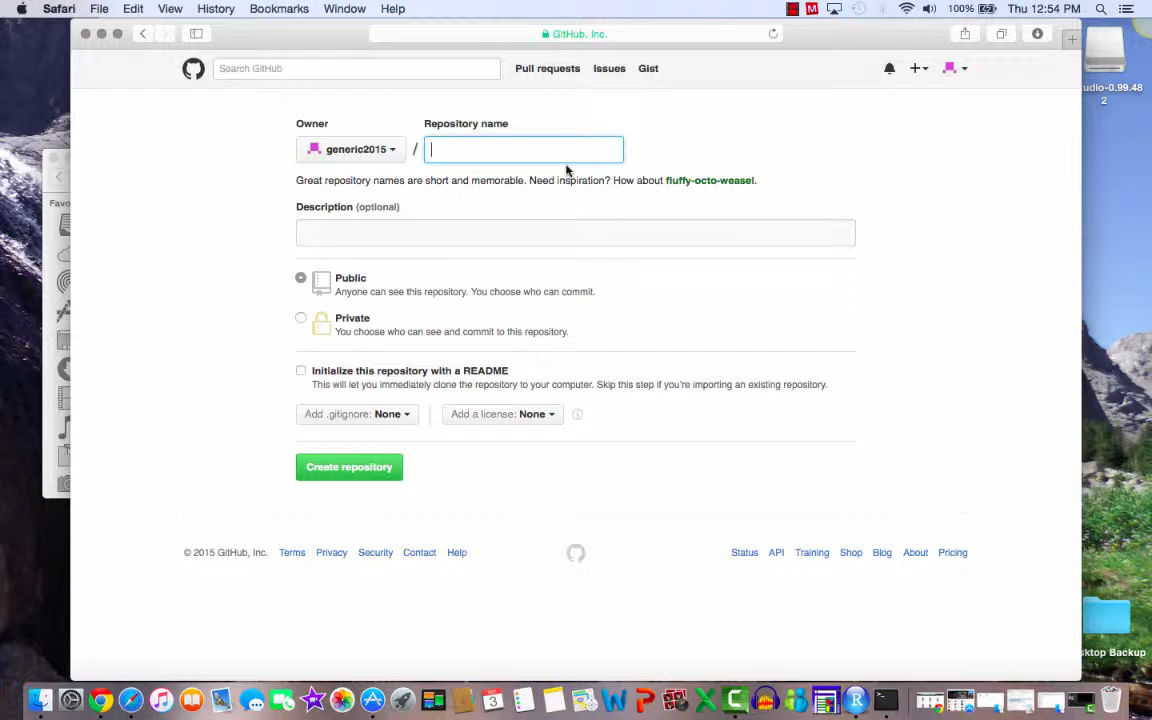 Safari File Edit View History Bookmarks Window Help 100% Thu 12:54 PM
GitHub, Inc.
Search GitHub Pull requests Issues Gist
Owner Repository name
generic2015 /
Great repository names are short and memorable. Need inspiration? How about fluffy-octo-weasel.
Description (optional)
Public
Anyone can see this repository. You choose who can commit.
Private
You choose who can see and commit to this repository.
Initialize this repository with a README
This will let you immediately clone the repository to your computer. Skip this step if you're importing an existing repository.
Add .gitignore: None Add a license: None
Create repository
© 2015 GitHub, Inc. Terms Privacy Security Contact Help Status API Training Shop Blog About Pricing
Favo
tudio-0.99.48
2
sktop Backup